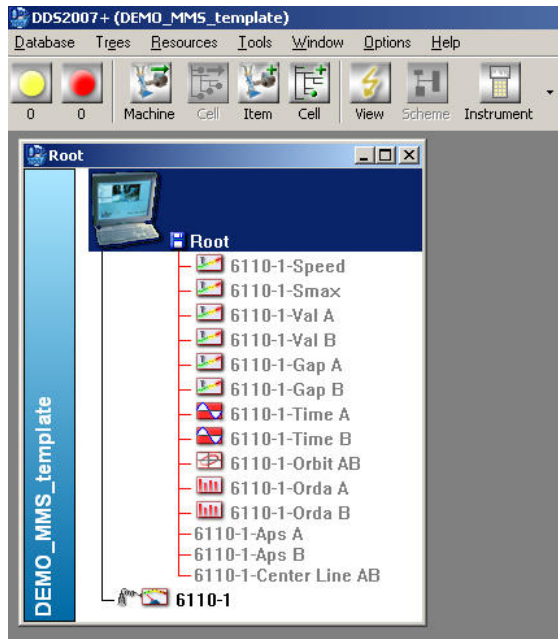 DDS2007+ (DEMO_MMS_template)
Database Trees Resources Tools Window Options Help
0 0 Machine Cell Item Cell View Scheme Instrument
Root
Root
6110-1-Speed
6110-1-Smax
6110-1-Val A
6110-1-Val B
6110-1-Gap A
6110-1-Gap B
6110-1-Time A
6110-1-Time B
6110-1-Orbit AB
6110-1-Orda A
6110-1-Orda B
6110-1-Aps A
6110-1-Aps B
6110-1-Center Line AB
6110-1
DEMO_MMS_template